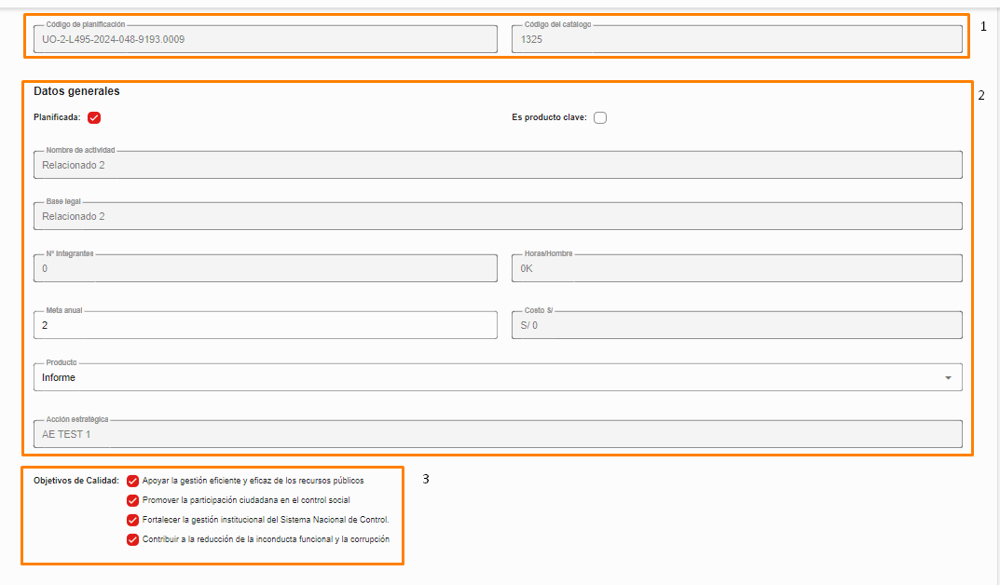 Código de planificación
UO-2-L495-2024-048-9193.0009
Código del catálogo
1325
1
2
Datos generales
Planificada:
Es producto clave:
Nombre de actividad
Relacionado 2
Base legal
Relacionado 2
N° Integrantes
0
Horas/Hombre
0K
Meta anual
2
Costo S/
S/ 0
Producto
Informe
Acción estratégica
AE TEST 1
3
Objetivos de Calidad:
Apoyar la gestión eficiente y eficaz de los recursos públicos
Promover la participación ciudadana en el control social
Fortalecer la gestión institucional del Sistema Nacional de Control.
Contribuir a la reducción de la inconducta funcional y la corrupción